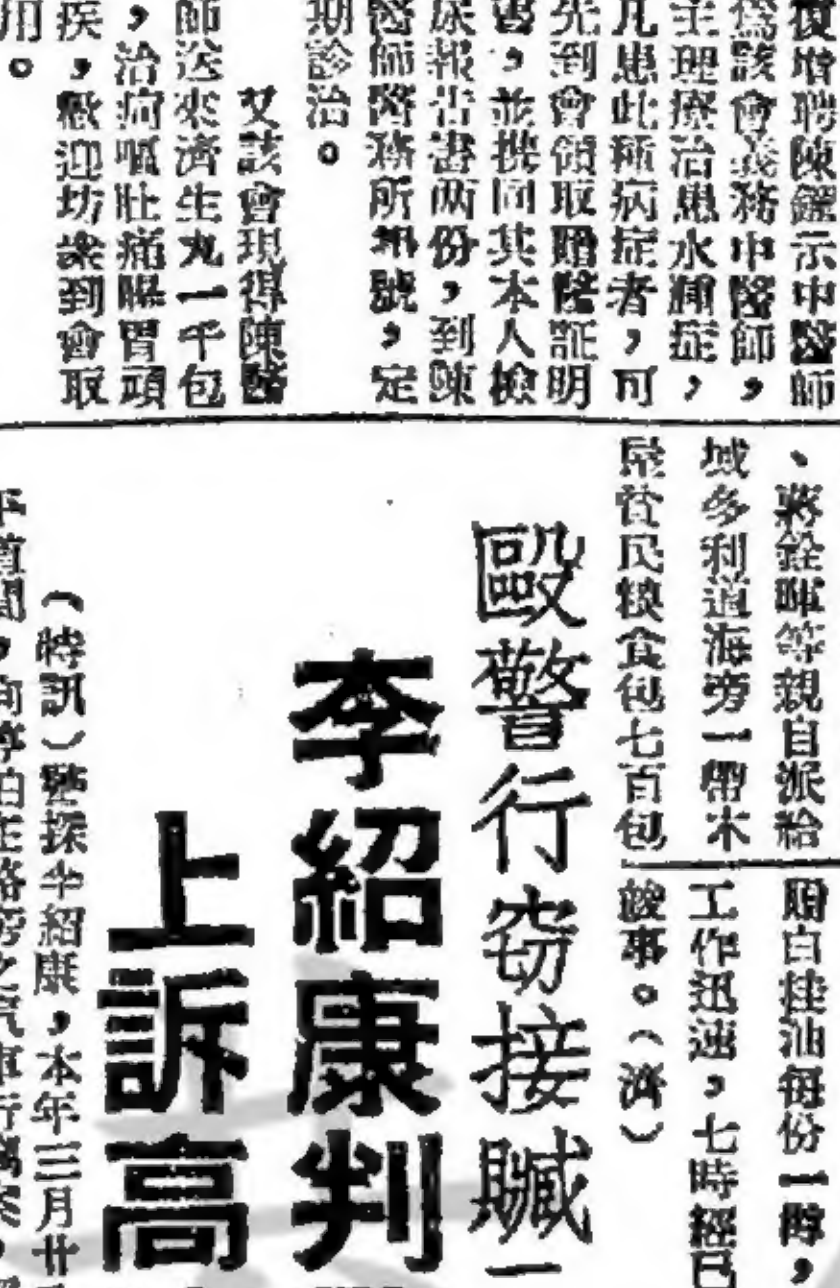 復增聘陳鑑示中醫師
為該會義務中醫師，
主理療治患水腫症，
凡患此種病症者，可
先到會領取贈醫証明
書，並携同其本人檢
尿報告書兩份，到陳
醫師醫務所掛號，定
期診治。
又該會現得陳醫
師送來濟生丸一千包
，治病嘔肚痛腸胃頭
疾，歡迎坊衆到會取
用。
、蔣銓暉等親自派給
域多利道海旁一帶木
屋貧民粮食包七百包
贈白挂油每份一樽，
工作迅速，七時經已
竣事。（濟）
毆警行窃接贓一
李紹康判
上訴高
（時訊）警探李紹康，本年三月廿